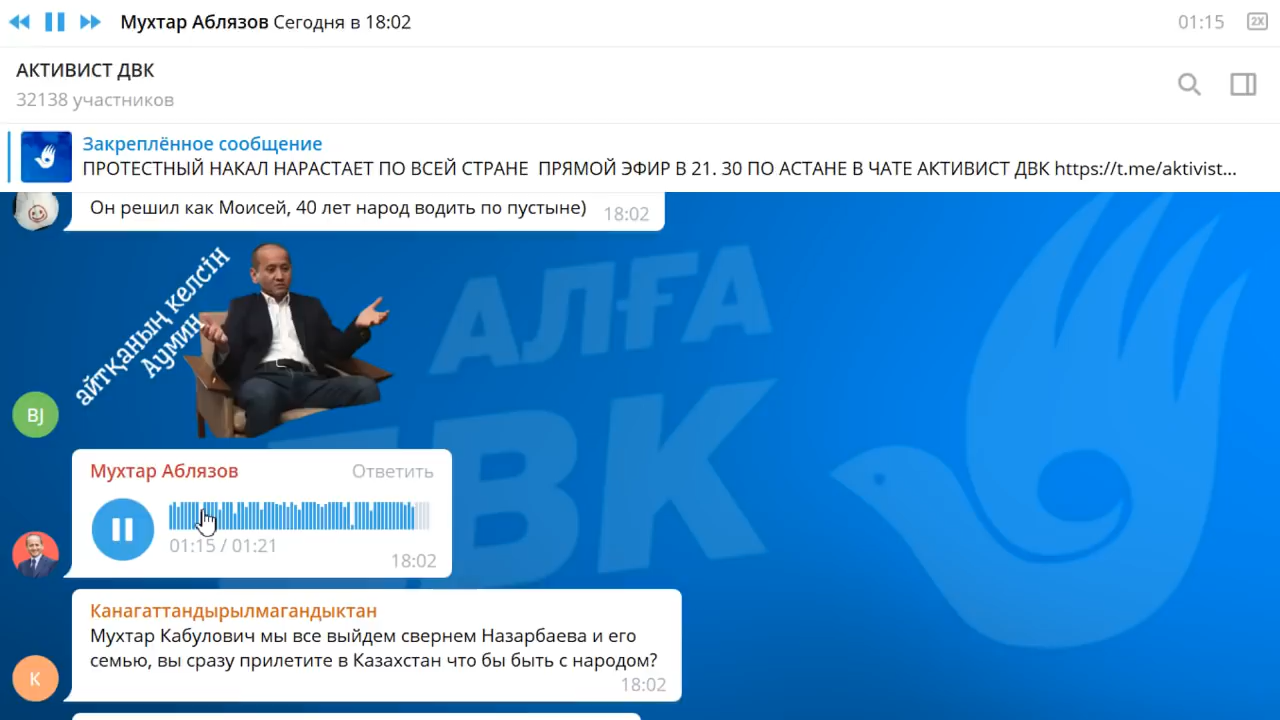 Мухтар Аблязов Сегодня в 18:02
01:15
2X
АКТИВИСТ ДВК
32138 участников
Закреплённое сообщение
ПРОТЕСТНЫЙ НАКАЛ НАРАСТАЕТ ПО ВСЕЙ СТРАНЕ ПРЯМОЙ ЭФИР В 21. 30 ПО АСТАНЕ В ЧАТЕ АКТИВИСТ ДВК https://t.me/aktivist...
Он решил как Моисей, 40 лет народ водить по пустыне)
18:02
айтқаның келсін
Аумин
АЛҒА
ДВК
BJ
Мухтар Аблязов
Ответить
01:15 / 01:21
18:02
Канагаттандырылмагандыктан
Мухтар Кабулович мы все выйдем свернем Назарбаева и его
семью, вы сразу прилетите в Казахстан что бы быть с народом?
18:02
К